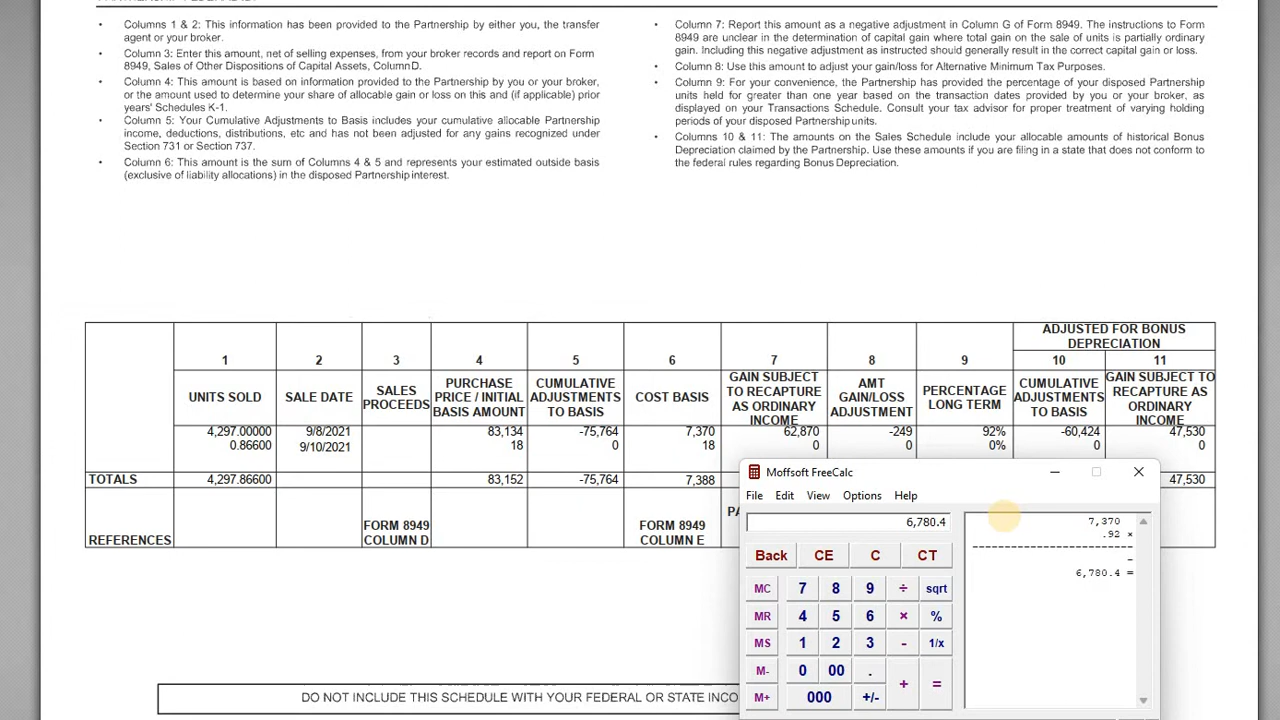 • Columns 1 & 2: This information has been provided to the Partnership by either you, the transfer
agent or your broker.
• Column 3: Enter this amount, net of selling expenses, from your broker records and report on Form
8949, Sales of Other Dispositions of Capital Assets, Column D.
• Column 4: This amount is based on information provided to the Partnership by you or your broker,
or the amount used to determine your share of allocable gain or loss on this and (if applicable) prior
years' Schedules K-1.
• Column 5: Your Cumulative Adjustments to Basis includes your cumulative allocable Partnership
income, deductions, distributions, etc and has not been adjusted for any gains recognized under
Section 731 or Section 737.
• Column 6: This amount is the sum of Columns 4 & 5 and represents your estimated outside basis
(exclusive of liability allocations) in the disposed Partnership interest.
• Column 7: Report this amount as a negative adjustment in Column G of Form 8949. The instructions to Form
8949 are unclear in the determination of capital gain where total gain on the sale of units is partially ordinary
gain. Including this negative adjustment as instructed should generally result in the correct capital gain or loss.
• Column 8: Use this amount to adjust your gain/loss for Alternative Minimum Tax Purposes.
• Column 9: For your convenience, the Partnership has provided the percentage of your disposed Partnership
units held for greater than one year based on the transaction dates provided by you or your broker, as
displayed on your Transactions Schedule. Consult your tax advisor for proper treatment of varying holding
periods of your disposed Partnership units.
• Columns 10 & 11: The amounts on the Sales Schedule include your allocable amounts of historical Bonus
Depreciation claimed by the Partnership. Use these amounts if you are filing in a state that does not conform to
the federal rules regarding Bonus Depreciation.
ADJUSTED FOR BONUS
DEPRECIATION
1 2 3 4 5 6 7 8 9 10 11
UNITS SOLD
SALE DATE
SALES
PROCEEDS
PURCHASE
PRICE / INITIAL
BASIS AMOUNT
CUMULATIVE
ADJUSTMENTS
TO BASIS
COST BASIS
GAIN SUBJECT
TO RECAPTURE
AS ORDINARY
INCOME
AMT
GAIN/LOSS
ADJUSTMENT
PERCENTAGE
LONG TERM
CUMULATIVE
ADJUSTMENTS
TO BASIS
GAIN SUBJECT TO
RECAPTURE AS
ORDINARY
INCOME
4,297.00000 9/8/2021 83,134 -75,764 7,370 62,870 -249 92% -60,424 47,530
0.86600 9/10/2021 18 0 18 0 0 0% 0 0
TOTALS 4,297.86600 83,152 -75,764 7,388 47,530
REFERENCES
FORM 8949
COLUMN D
FORM 8949
COLUMN E
PA
DO NOT INCLUDE THIS SCHEDULE WITH YOUR FEDERAL OR STATE INCO
Moffsoft FreeCalc
File Edit View Options Help
6,780.4
7,370
.92 ×
6,780.4 =
Back CE C CT
MC 7 8 9 ÷ sqrt
MR 4 5 6 × %
MS 1 2 3 - 1/x
M- 0 00 . + =
M+ 000 +/-